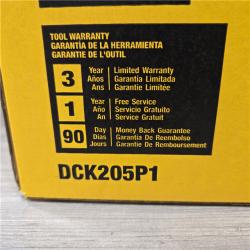 TOOL WARRANTY
GARANTÍA DE LA HERRAMIENTA
GARANTIE DE L'OUTIL
3 Year Limited Warranty
Años Garantía Limitada
Ans Garantie Limitée
1 Year Free Service
Año Servicio Gratuito
An Service Gratuit
90 Day Money Back Guarantee
Días Garantía de Reembolso
Jours Garantie de Remboursement
DCK205P1